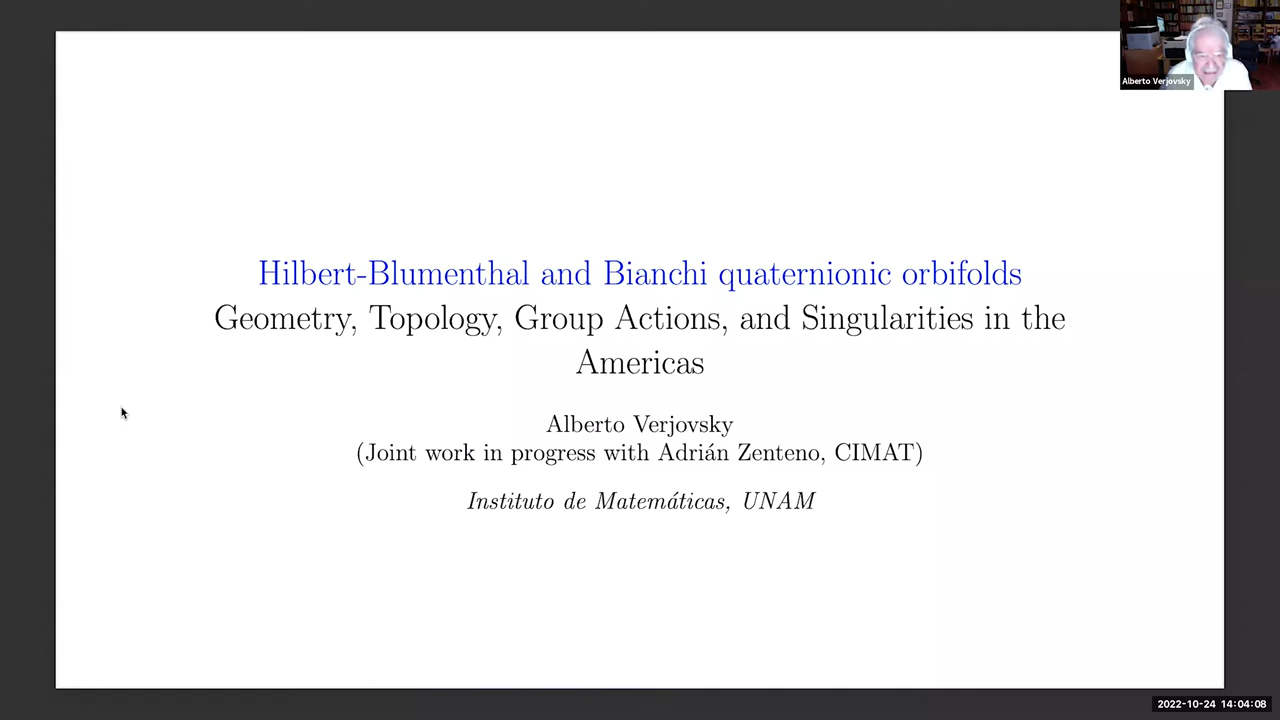 Alberto Verjovsky
Hilbert-Blumenthal and Bianchi quaternionic orbifolds
Geometry, Topology, Group Actions, and Singularities in the
Americas
Alberto Verjovsky
(Joint work in progress with Adrián Zenteno, CIMAT)
Instituto de Matemáticas, UNAM
2022-10-24 14:04:08